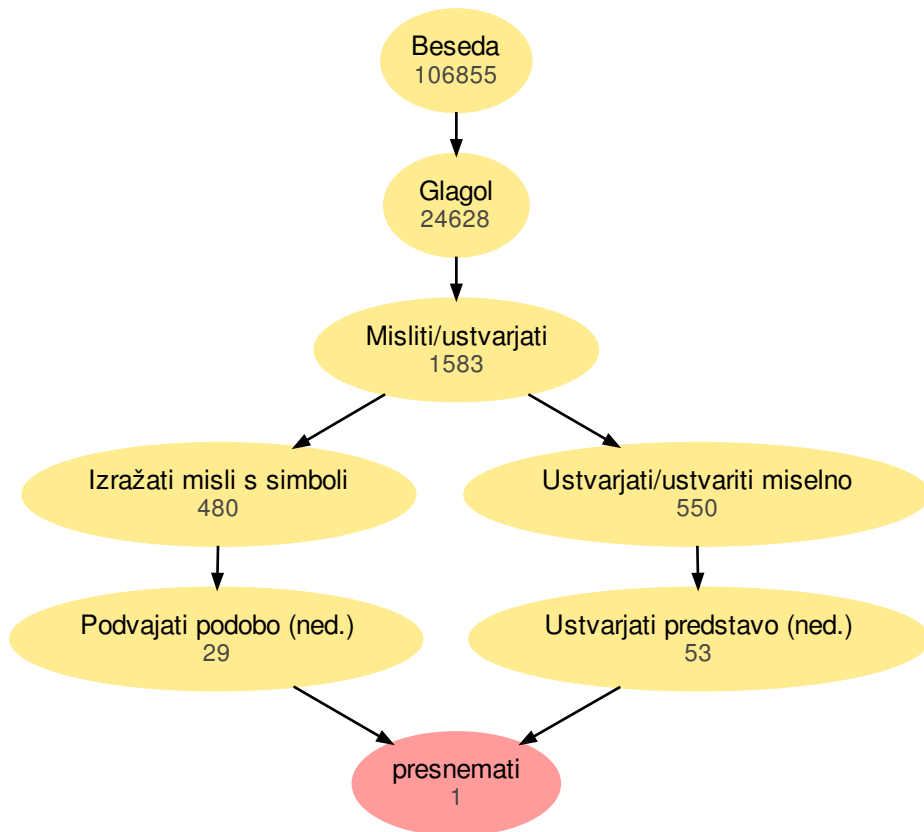 Beseda
106855
Glagol
24628
Misliti/ustvarjati
1583
Izražati misli s simboli
480
Ustvarjati/ustvariti miselno
550
Podvajati podobo (ned.)
29
Ustvarjati predstavo (ned.)
53
presnemati
1